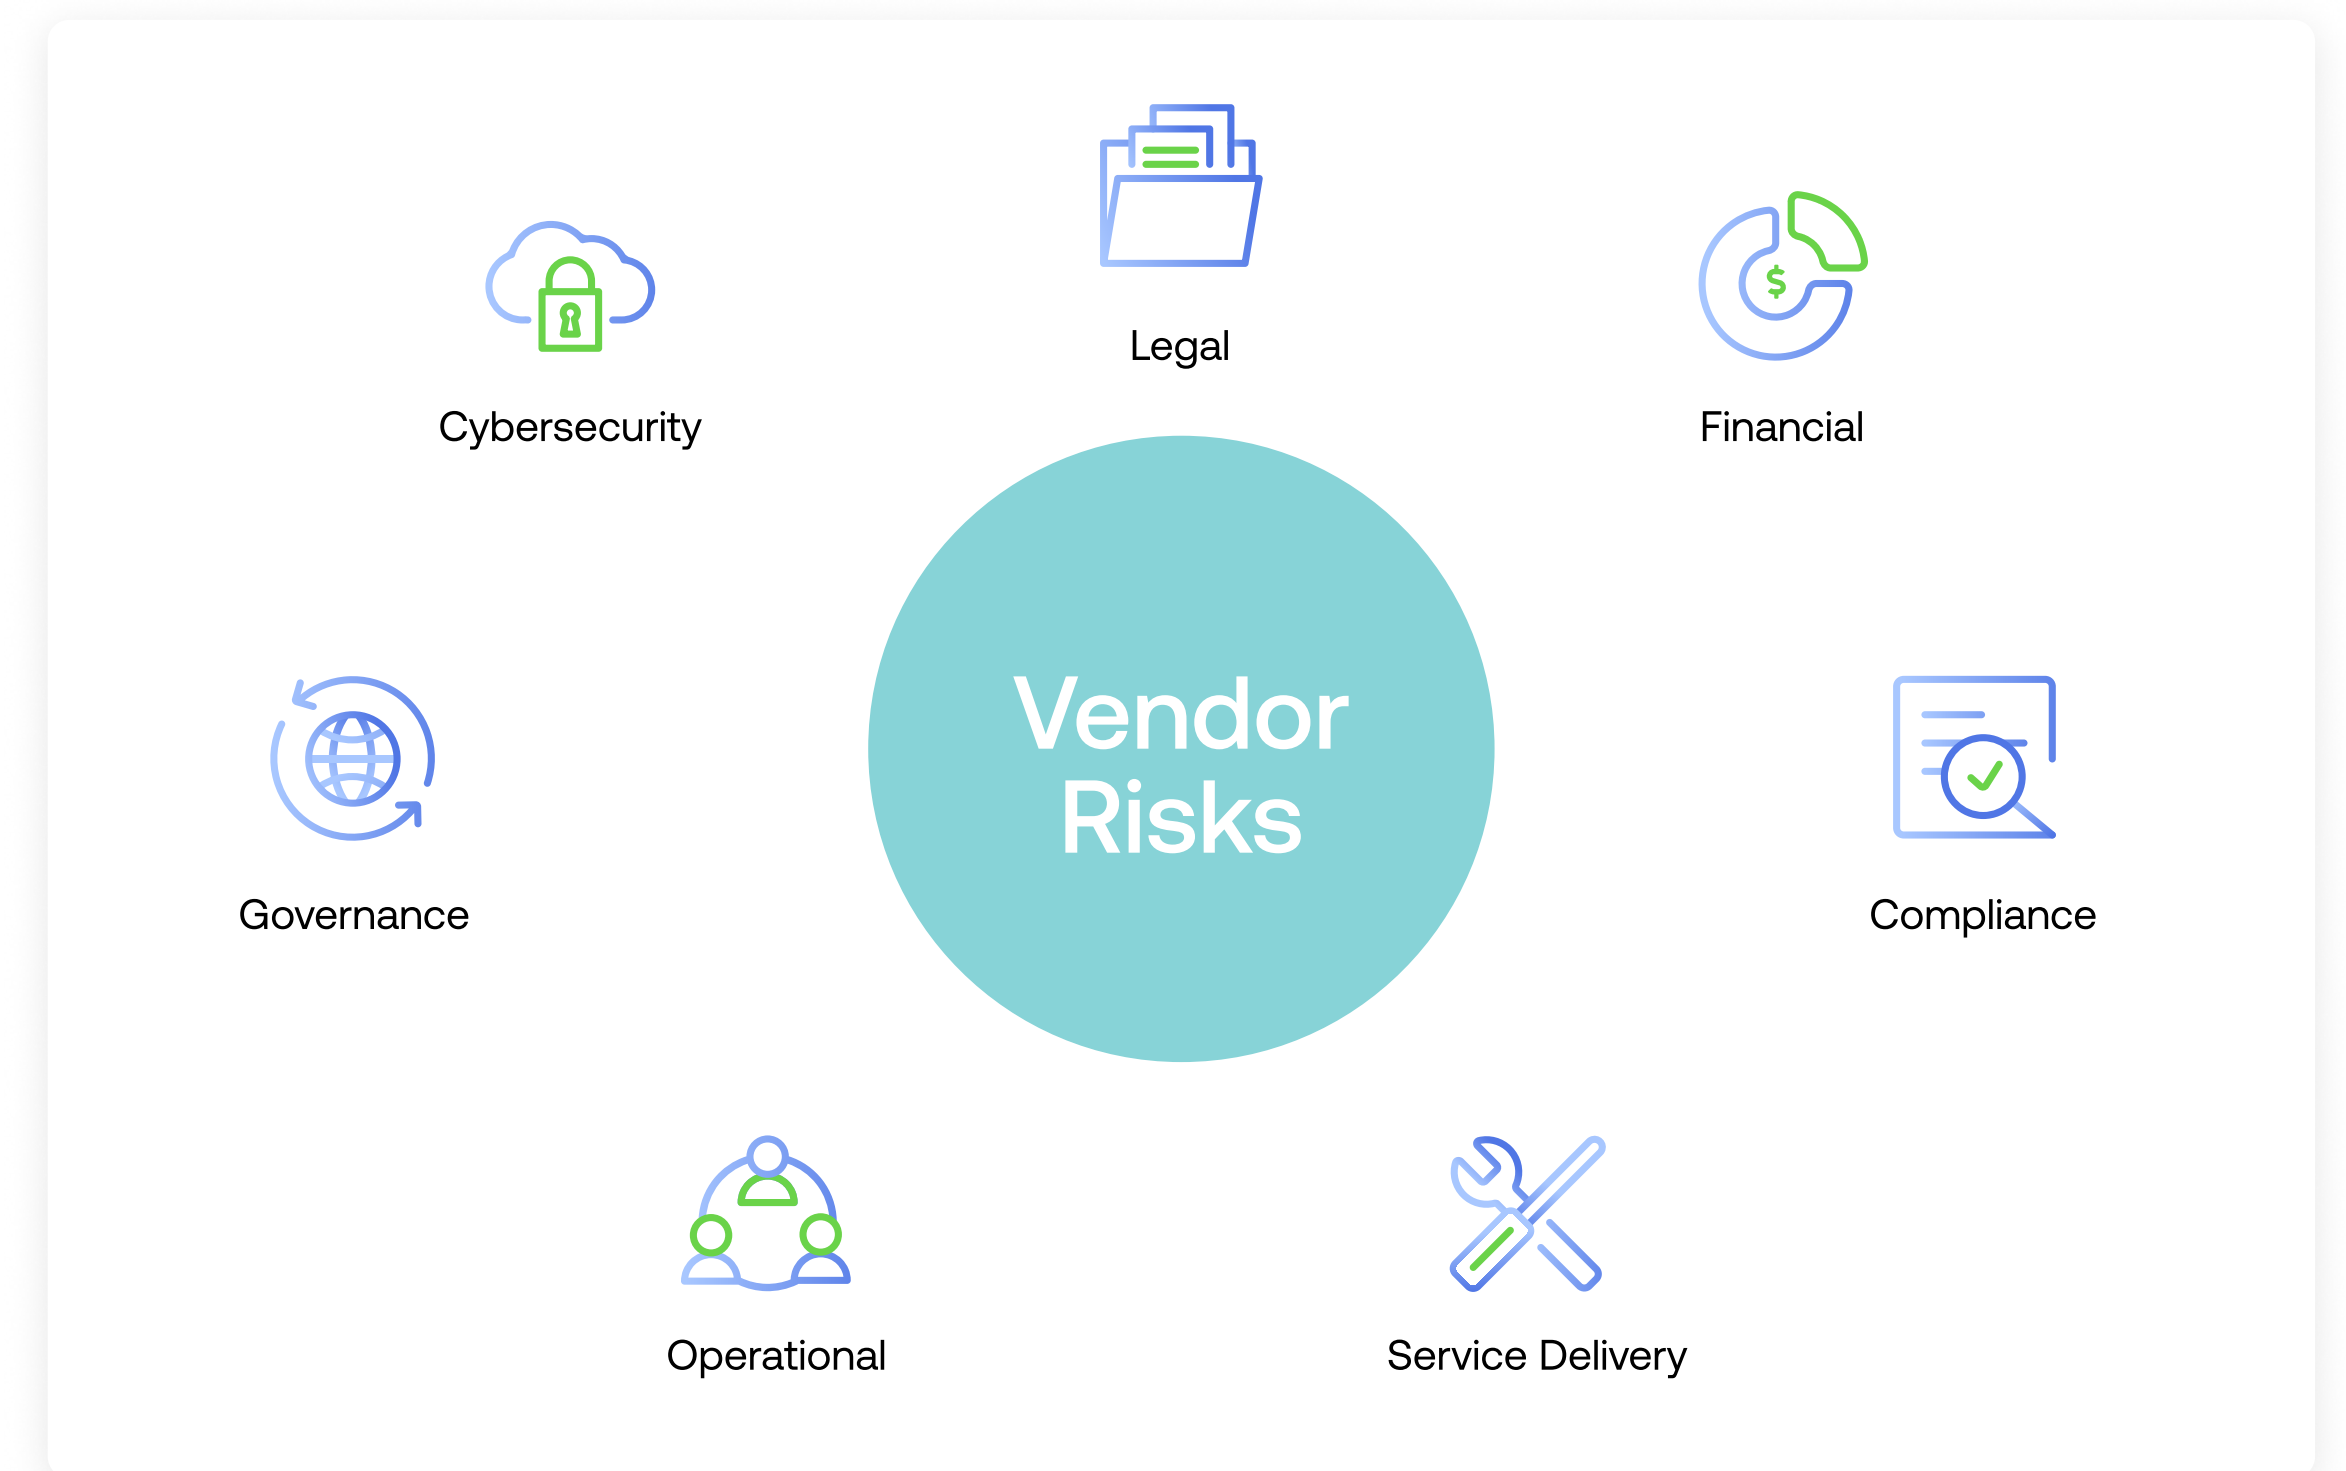 Legal
Cybersecurity
Financial
Vendor
Risks
Governance
Compliance
Operational
Service Delivery
$